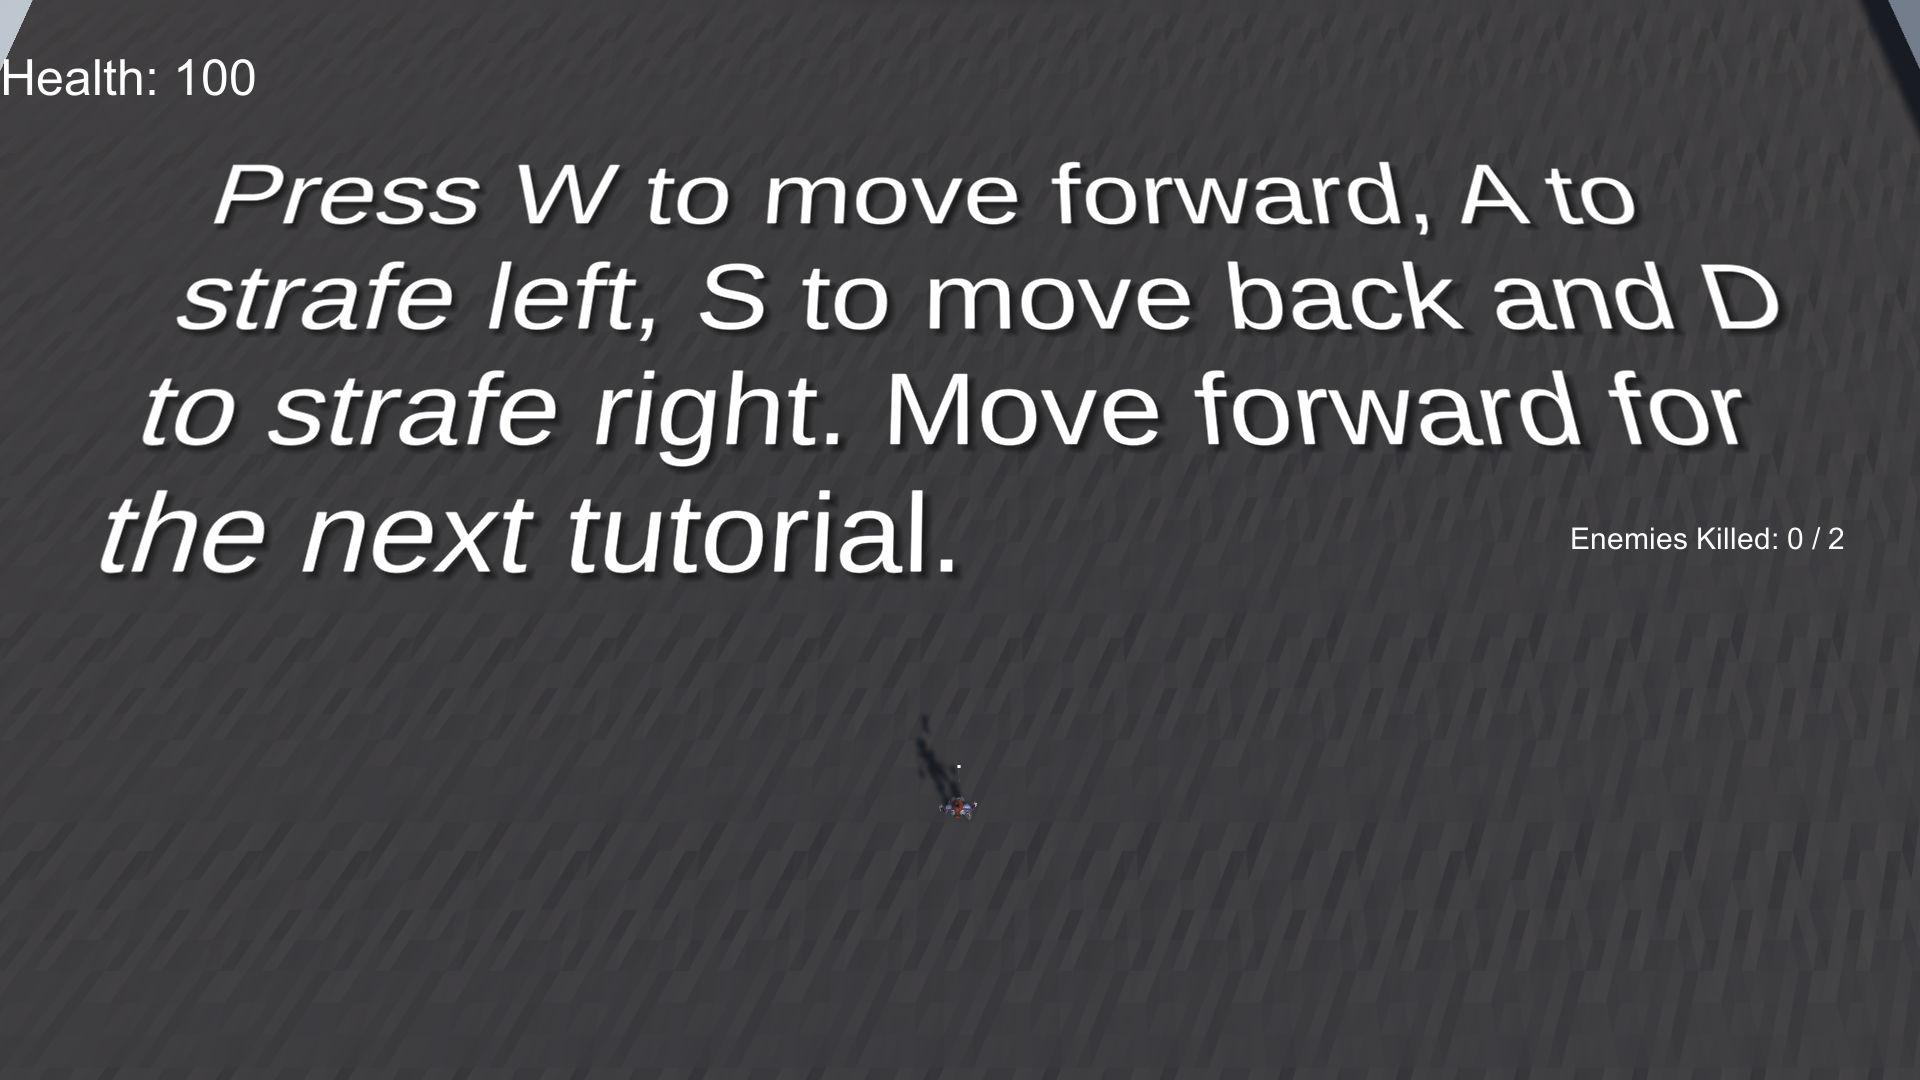 Health: 100
Press W to move forward, A to
strafe left, S to move back and D
to strafe right. Move forward for
the next tutorial.
Enemies Killed: 0 / 2